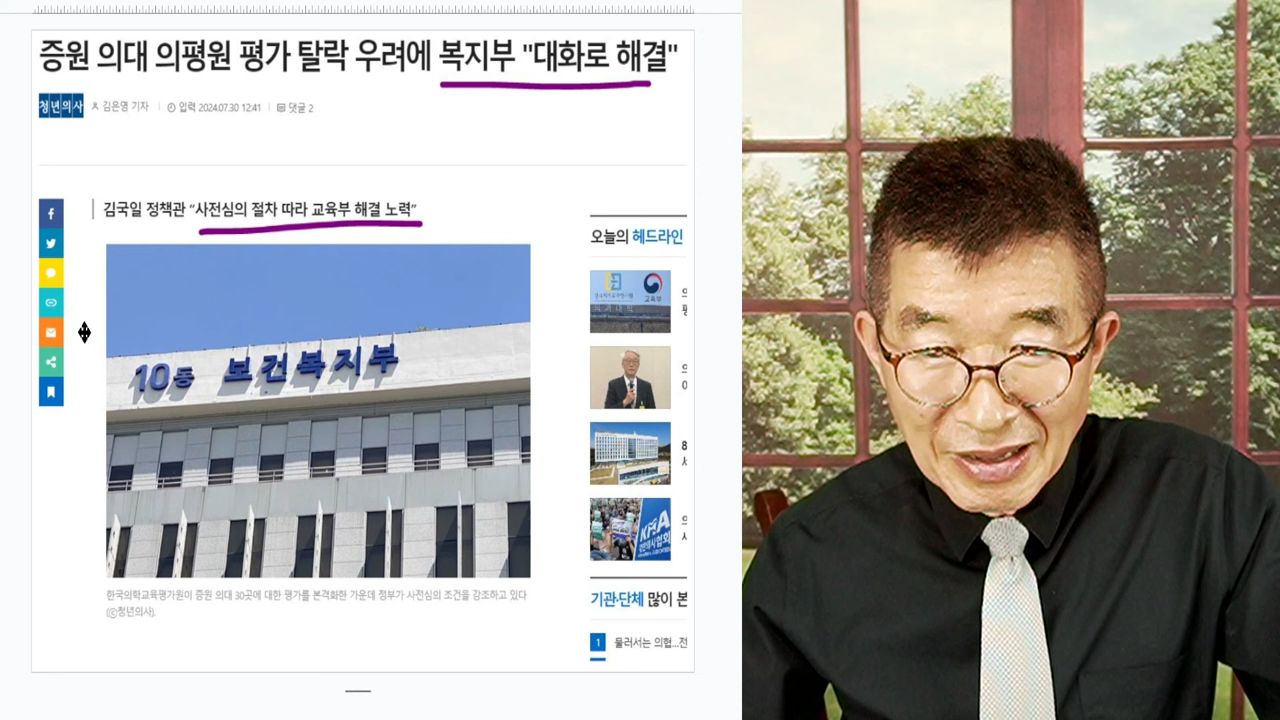 증원 의대 의평원 평가 탈락 우려에 복지부 "대화로 해결"
청년의사 김은영 기자 입력 2024.07.30 12:41 댓글 2
김국일 정책관 “사전심의 절차 따라 교육부 해결 노력”
오늘의 헤드라인
교육부
10동 보건복지부
KMA
한국의학교육평가원이 증원 의대 30곳에 대한 평가를 본격화한 가운데 정부가 사전심의 조건을 강조하고 있다
(ⓒ청년의사).
기관·단체 많이 본
1 물러서는 의협...전